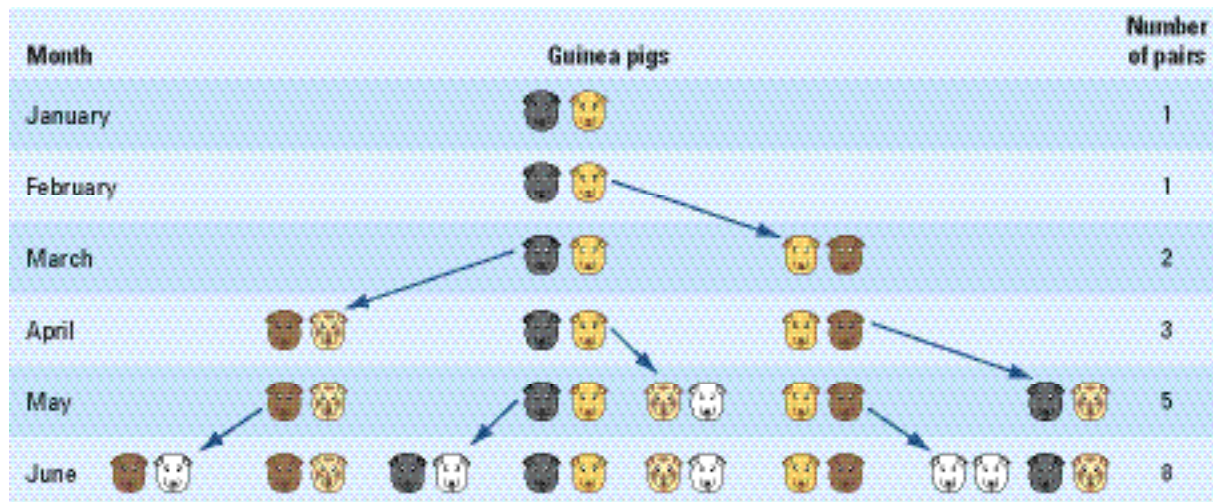 Number
Month Guinea pigs of pairs
January 1
February 1
March 2
April 3
May 5
June 8